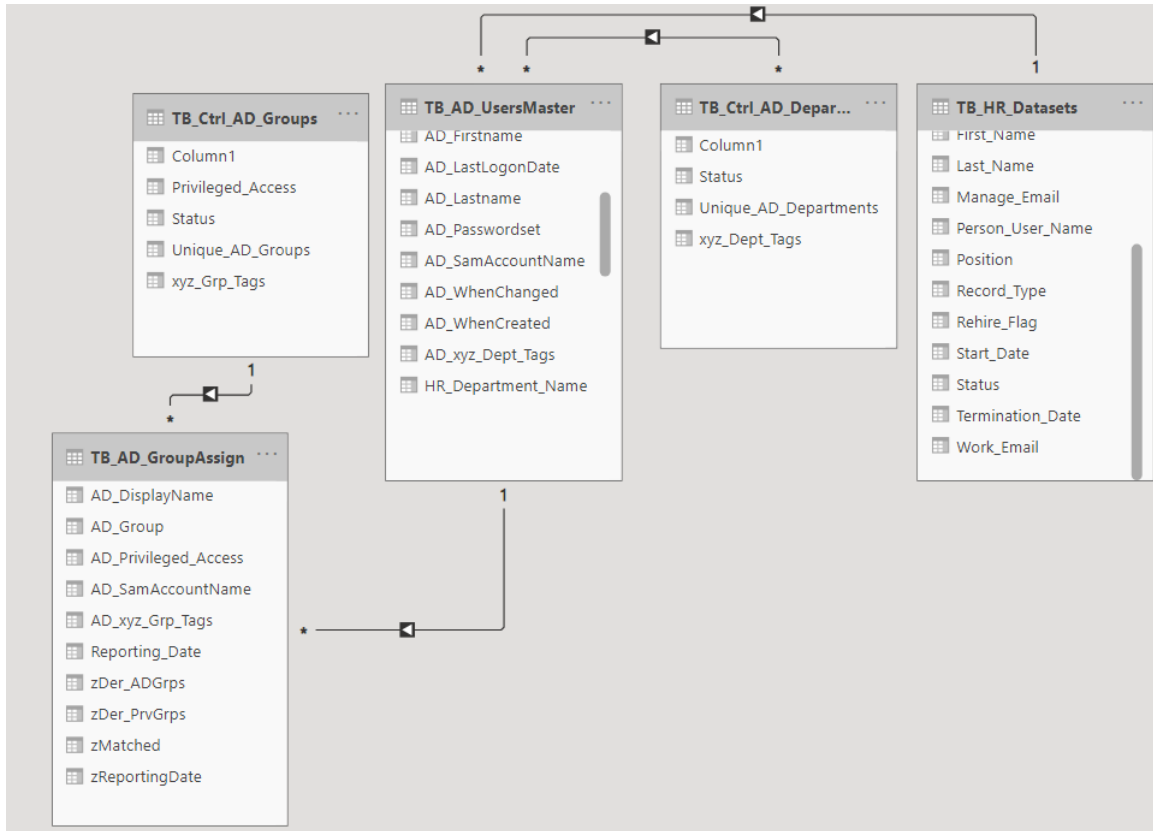 *
*
*
1
TB_Ctrl_AD_Groups
Column1
Privileged_Access
Status
Unique_AD_Groups
xyz_Grp_Tags
1
*
TB_AD_UsersMaster
AD_Firstname
AD_LastLogonDate
AD_Lastname
AD_Passwordset
AD_SamAccountName
AD_WhenChanged
AD_WhenCreated
AD_xyz_Dept_Tags
HR_Department_Name
1
*
TB_Ctrl_AD_Depar...
Column1
Status
Unique_AD_Departments
xyz_Dept_Tags
TB_HR_Datasets
First_Name
Last_Name
Manage_Email
Person_User_Name
Position
Record_Type
Rehire_Flag
Start_Date
Status
Termination_Date
Work_Email
TB_AD_GroupAssign
AD_DisplayName
AD_Group
AD_Privileged_Access
AD_SamAccountName
AD_xyz_Grp_Tags
Reporting_Date
zDer_ADGrps
zDer_PrvGrps
zMatched
zReportingDate